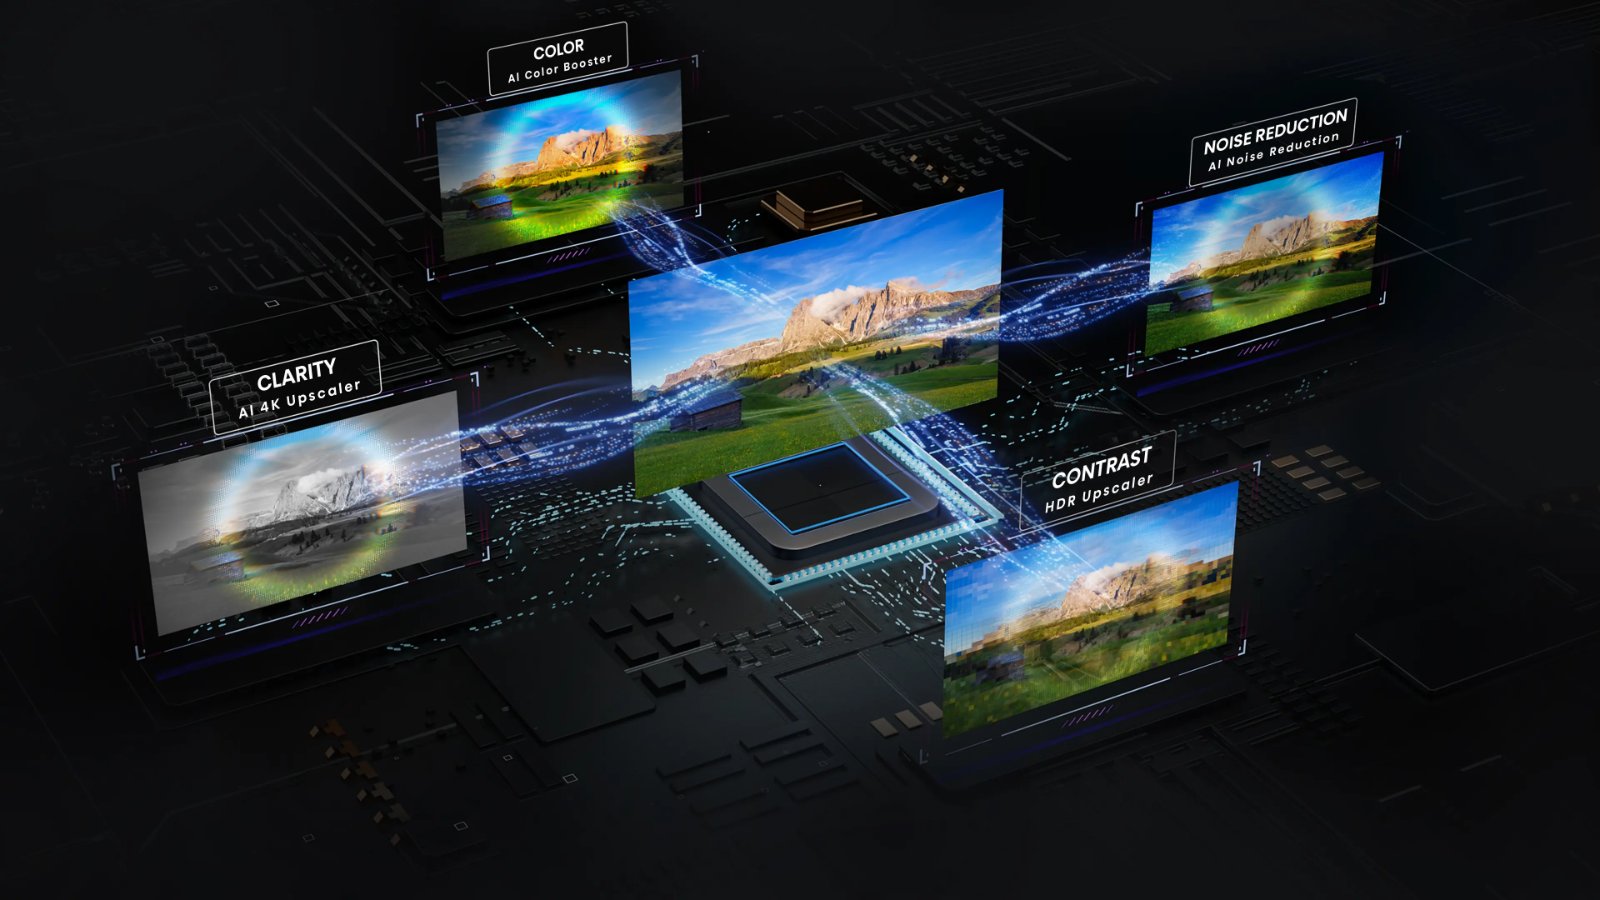 COLOR
AI Color Booster
NOISE REDUCTION
AI Noise Reduction
CLARITY
AI 4K Upscaler
CONTRAST
HDR Upscaler